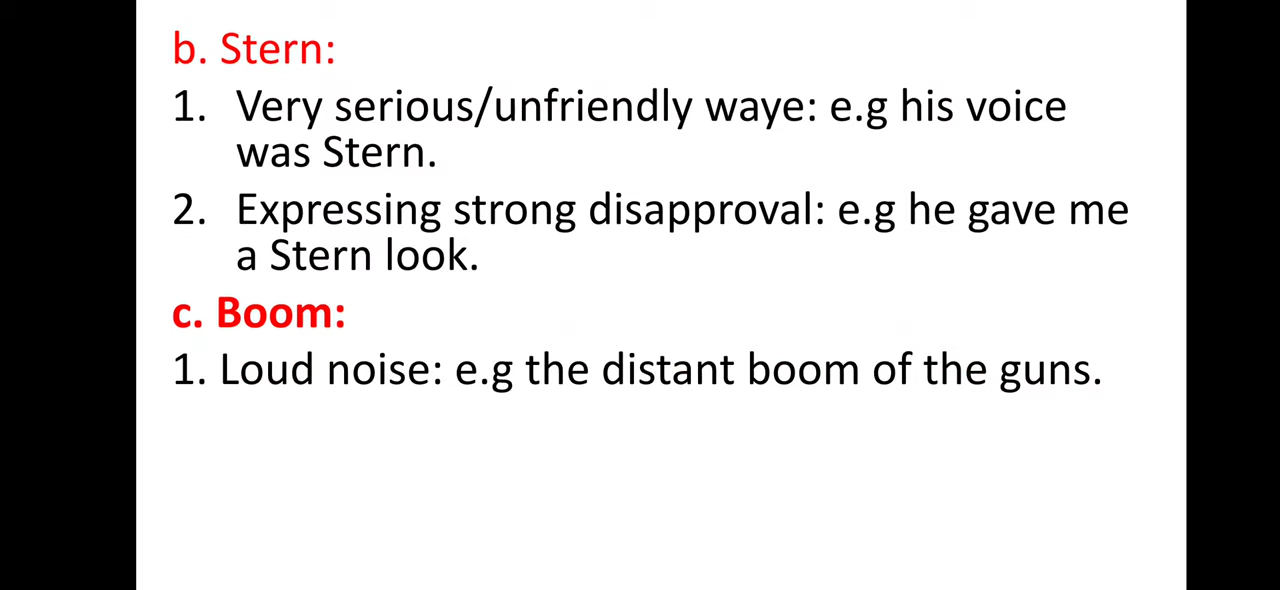 b. Stern:
1. Very serious/unfriendly waye: e.g his voice
was Stern.
2. Expressing strong disapproval: e.g he gave me
a Stern look.
c. Boom:
1. Loud noise: e.g the distant boom of the guns.